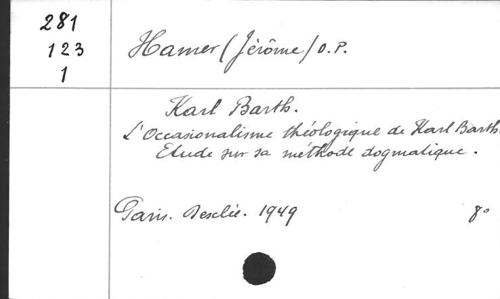 281
123
1
Hamer (Jérôme) O.P.
Karl Barth.
L'Occasionalisme théologique de Karl Barth.
Etude sur sa méthode dogmatique.
Paris. Desclée. 1949 8°